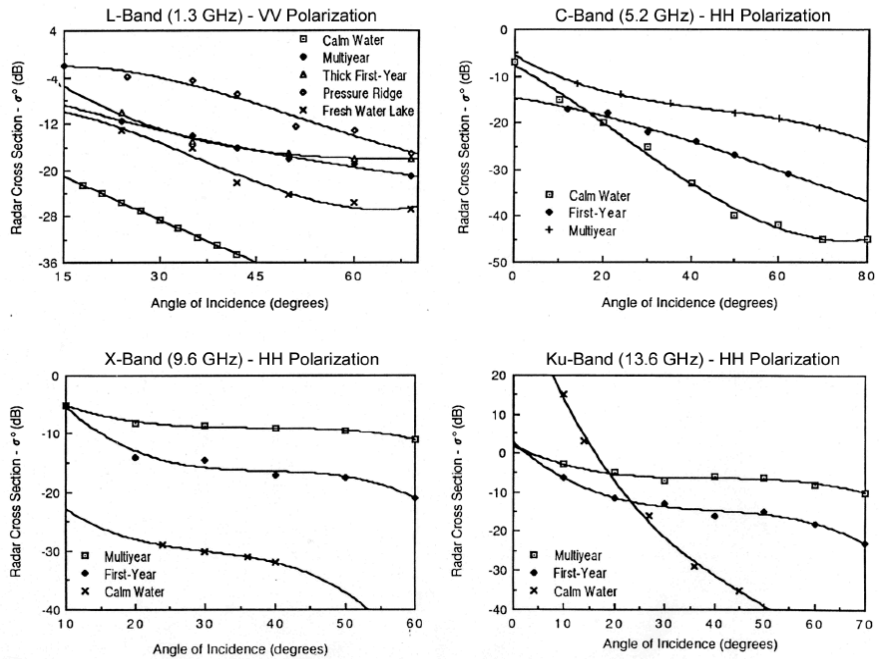 L-Band (1.3 GHz) - VV Polarization
Radar Cross Section - σ° (dB)
-4
-12
-20
-28
-36
Calm Water
Multiyear
Thick First-Year
Pressure Ridge
Fresh Water Lake
15
30
45
60
Angle of Incidence (degrees)
C-Band (5.2 GHz) - HH Polarization
Radar Cross Section - σ° (dB)
0
-10
-20
-30
-40
-50
Calm Water
First-Year
Multiyear
0
20
40
60
80
Angle of Incidence (degrees)
X-Band (9.6 GHz) - HH Polarization
Radar Cross Section - σ° (dB)
0
-10
-20
-30
-40
Multiyear
First-Year
Calm Water
10
20
30
40
50
60
Angle of Incidence (degrees)
Ku-Band (13.6 GHz) - HH Polarization
Radar Cross Section - σ° (dB)
20
10
0
-10
-20
-30
-40
Multiyear
First-Year
Calm Water
0
10
20
30
40
50
60
70
Angle of Incidence (degrees)